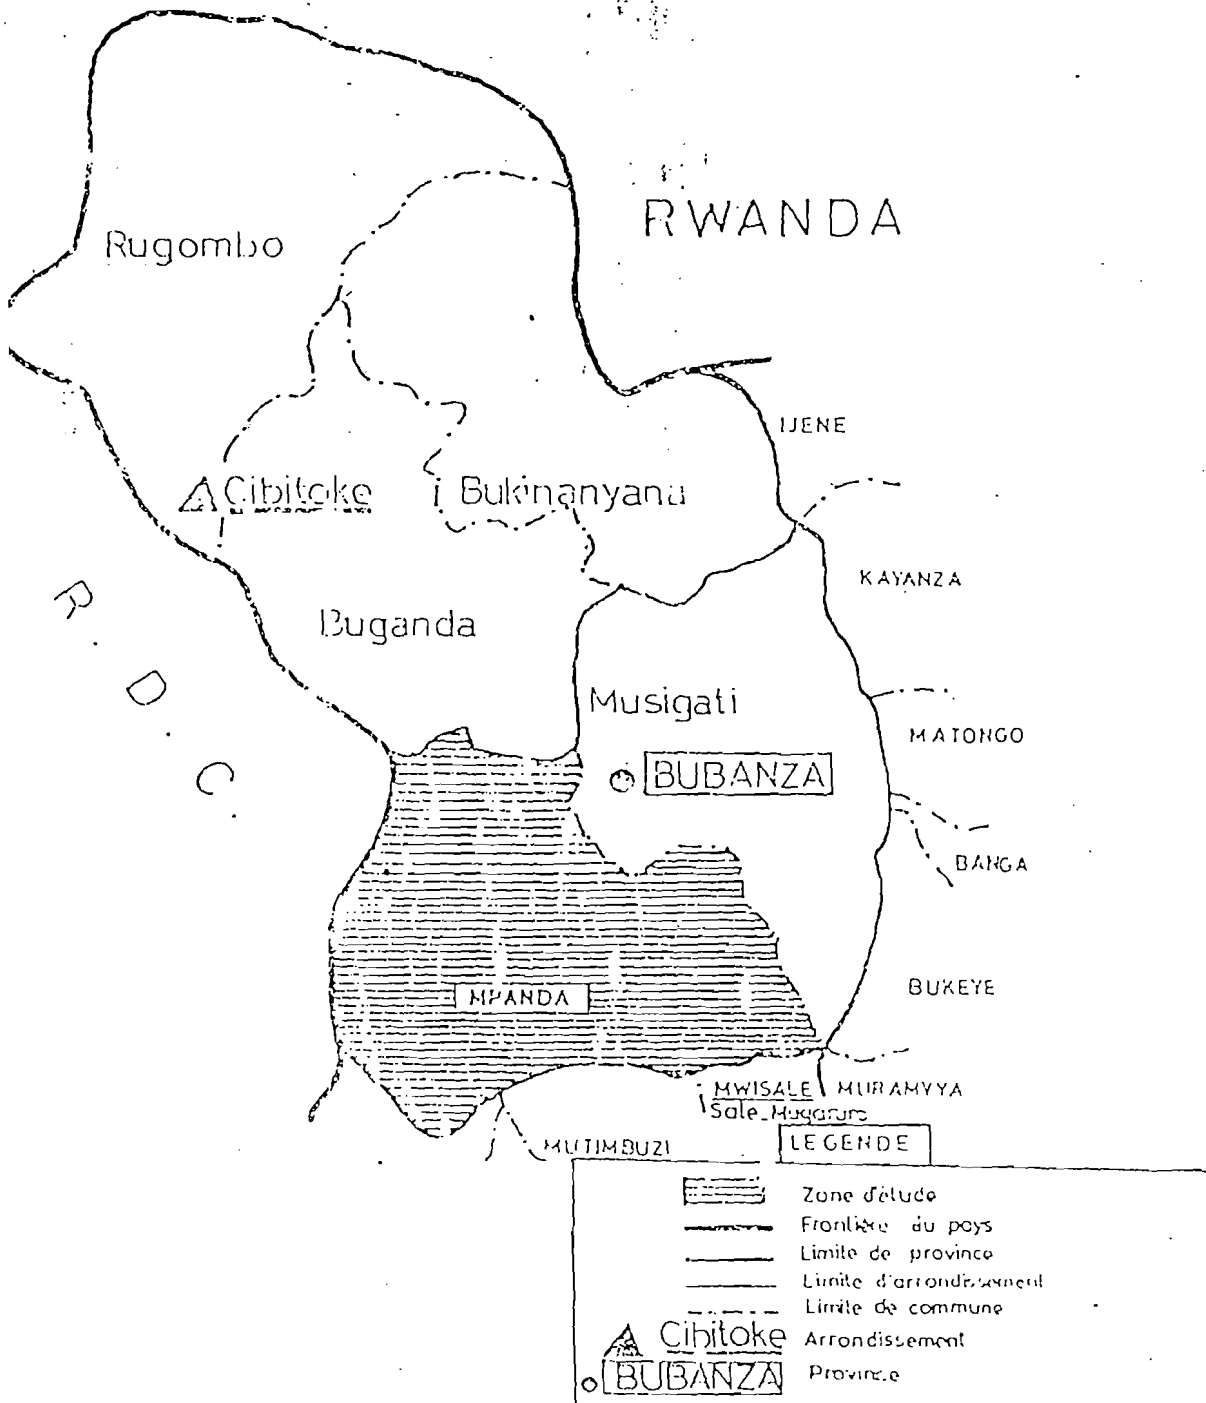 RWANDA
Rugombo
IJENE
Cibitoke
Bukinanyana
KAYANZA
R.D.C.
Buganda
Musigati
MATONGO
BUBANZA
BANGA
BUKEYE
MPANDA
MWISALE MURAMVYA
Sale_Mugaruro
MUTIMBUZI
LEGENDE
Zone d'étude
Frontière du pays
Limite de province
Limite d'arrondissement
Limite de commune
Cibitoke Arrondissement
BUBANZA Province